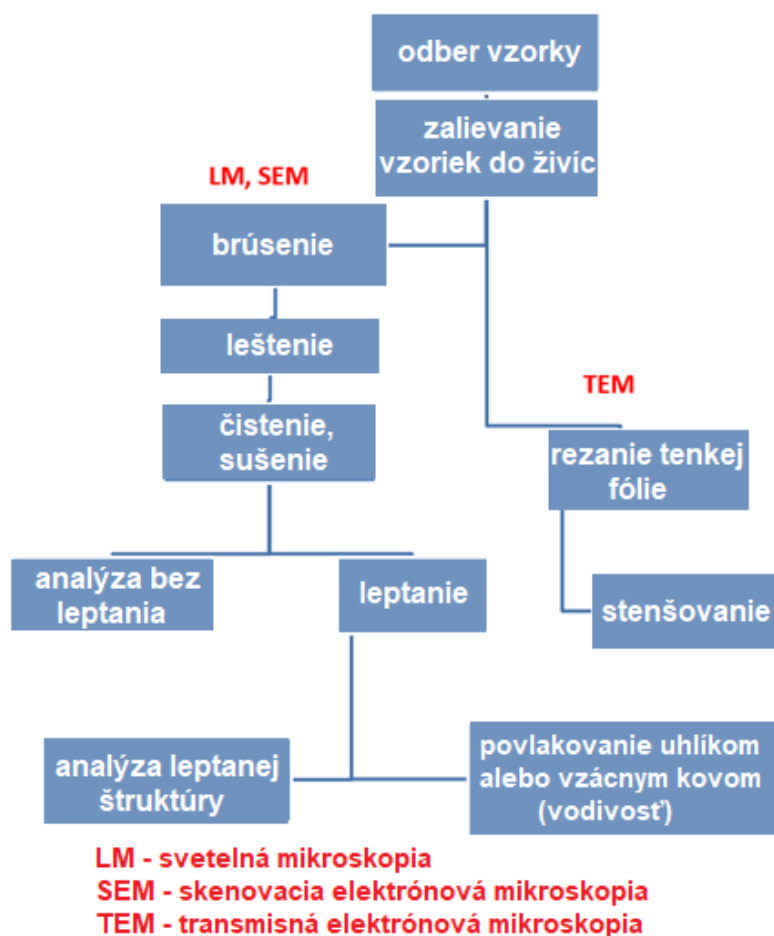 odber vzorky
zalievanie
vzoriek do živíc
LM, SEM
brúsenie
leštenie
čistenie,
sušenie
TEM
rezanie tenkej
fólie
stenšovanie
analýza bez
leptania
leptanie
analýza leptanej
štruktúry
povlakovanie uhlíkom
alebo vzácnym kovom
(vodivosť)
LM - svetelná mikroskopia
SEM - skenovacia elektrónová mikroskopia
TEM - transmisná elektrónová mikroskopia